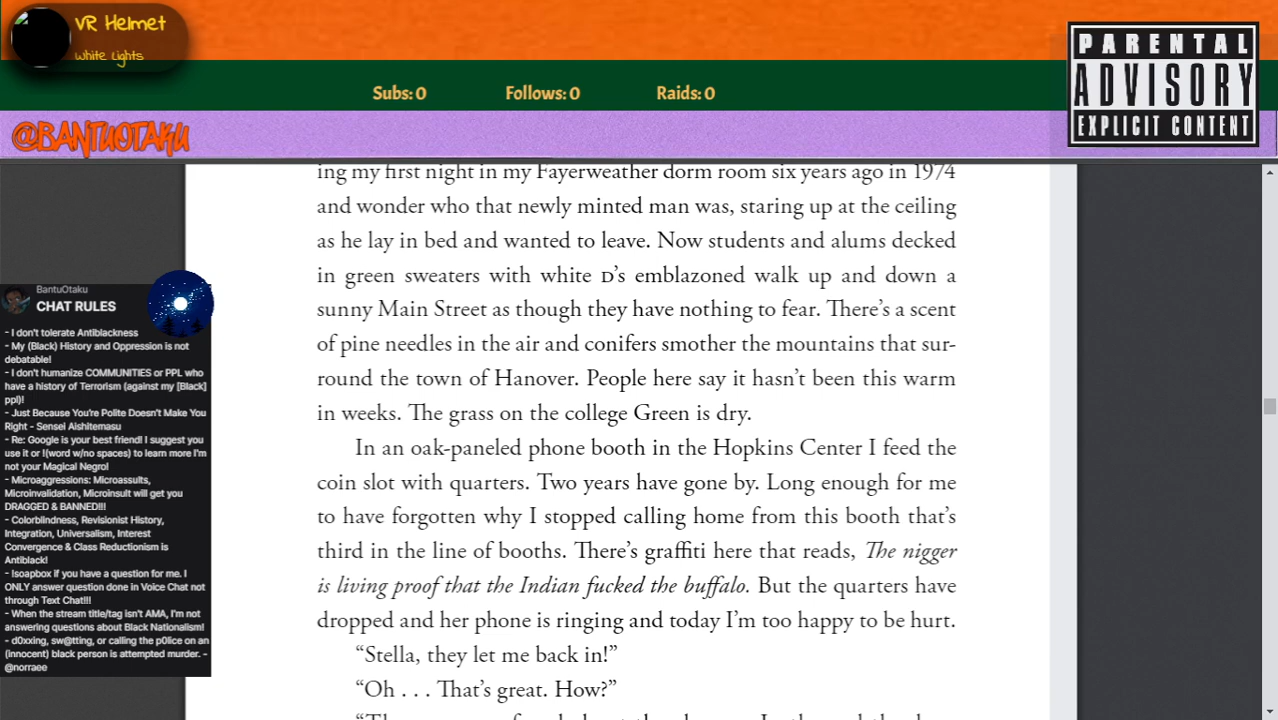 VR Helmet
White Lights
Subs: 0
Follows: 0
Raids: 0
PARENTAL
ADVISORY
EXPLICIT CONTENT
@BANTUOTAKU
ing my first night in my Fayerweather dorm room six years ago in 1974
and wonder who that newly minted man was, staring up at the ceiling
as he lay in bed and wanted to leave. Now students and alums decked
in green sweaters with white D's emblazoned walk up and down a
sunny Main Street as though they have nothing to fear. There's a scent
of pine needles in the air and conifers smother the mountains that sur-
round the town of Hanover. People here say it hasn't been this warm
in weeks. The grass on the college Green is dry.
In an oak-paneled phone booth in the Hopkins Center I feed the
coin slot with quarters. Two years have gone by. Long enough for me
to have forgotten why I stopped calling home from this booth that's
third in the line of booths. There's graffiti here that reads, The nigger
is living proof that the Indian fucked the buffalo. But the quarters have
dropped and her phone is ringing and today I'm too happy to be hurt.
"Stella, they let me back in!"
"Oh . . . That's great. How?"
BantuOtaku
CHAT RULES
- I don't tolerate Antiblackness
- My (Black) History and Oppression is not
debatable!
- I don't humanize COMMUNITIES or PPL who
have a history of Terrorism (against my [Black]
ppl)!
- Just Because You're Polite Doesn't Make You
Right - Sensei Aishitemasu
- Re: Google is your best friend! I suggest you
use it or !(word w/no spaces) to learn more I'm
not your Magical Negro!
- Microaggressions: Microassults,
Microinvalidation, Microinsult will get you
DRAGGED & BANNED!!!
- Colorblindness, Revisionist History,
Integration, Universalism, Interest
Convergence & Class Reductionism is
Antiblack!
- !soapbox if you have a question for me. I
ONLY answer question done in Voice Chat not
through Text Chat!!!
- When the stream title/tag isn't AMA, I'm not
answering questions about Black Nationalism!
- d0xxing, sw@tting, or calling the p0lice on an
(innocent) black person is attempted murder. -
@norraee